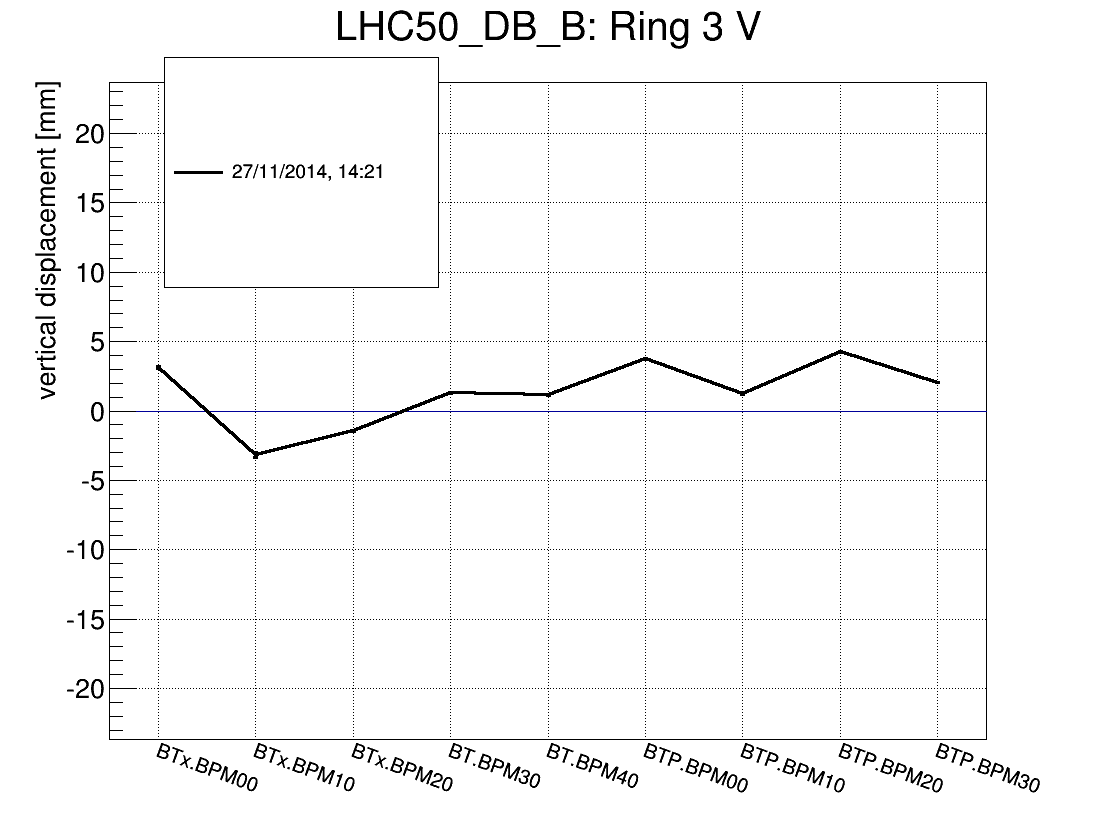 LHC50_DB_B: Ring 3 V
vertical displacement [mm]
27/11/2014, 14:21
20
15
10
5
0
-5
-10
-15
-20
BTx.BPM00
BTx.BPM10
BTx.BPM20
BT.BPM30
BT.BPM40
BTP.BPM00
BTP.BPM10
BTP.BPM20
BTP.BPM30